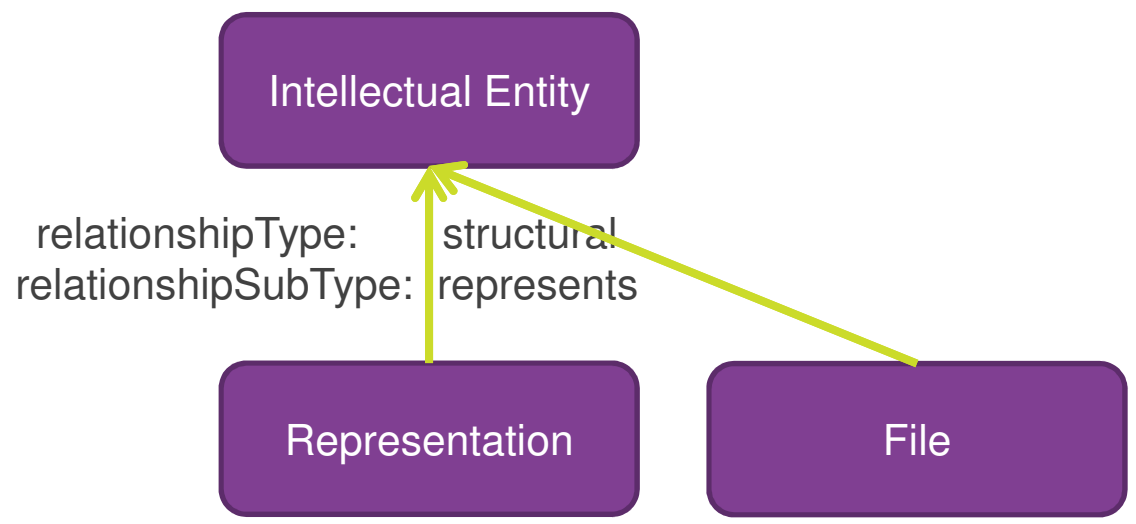 Intellectual Entity
relationshipType: structural
relationshipSubType: represents
Representation
File